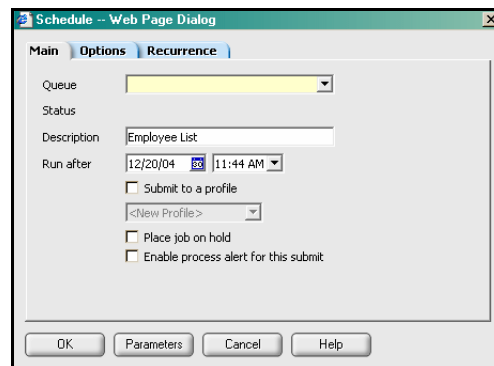 Schedule -- Web Page Dialog
Main Options Recurrence
Queue
Status
Description Employee List
Run after 12/20/04 30 11:44 AM
Submit to a profile
<New Profile>
Place job on hold
Enable process alert for this submit
OK Parameters Cancel Help